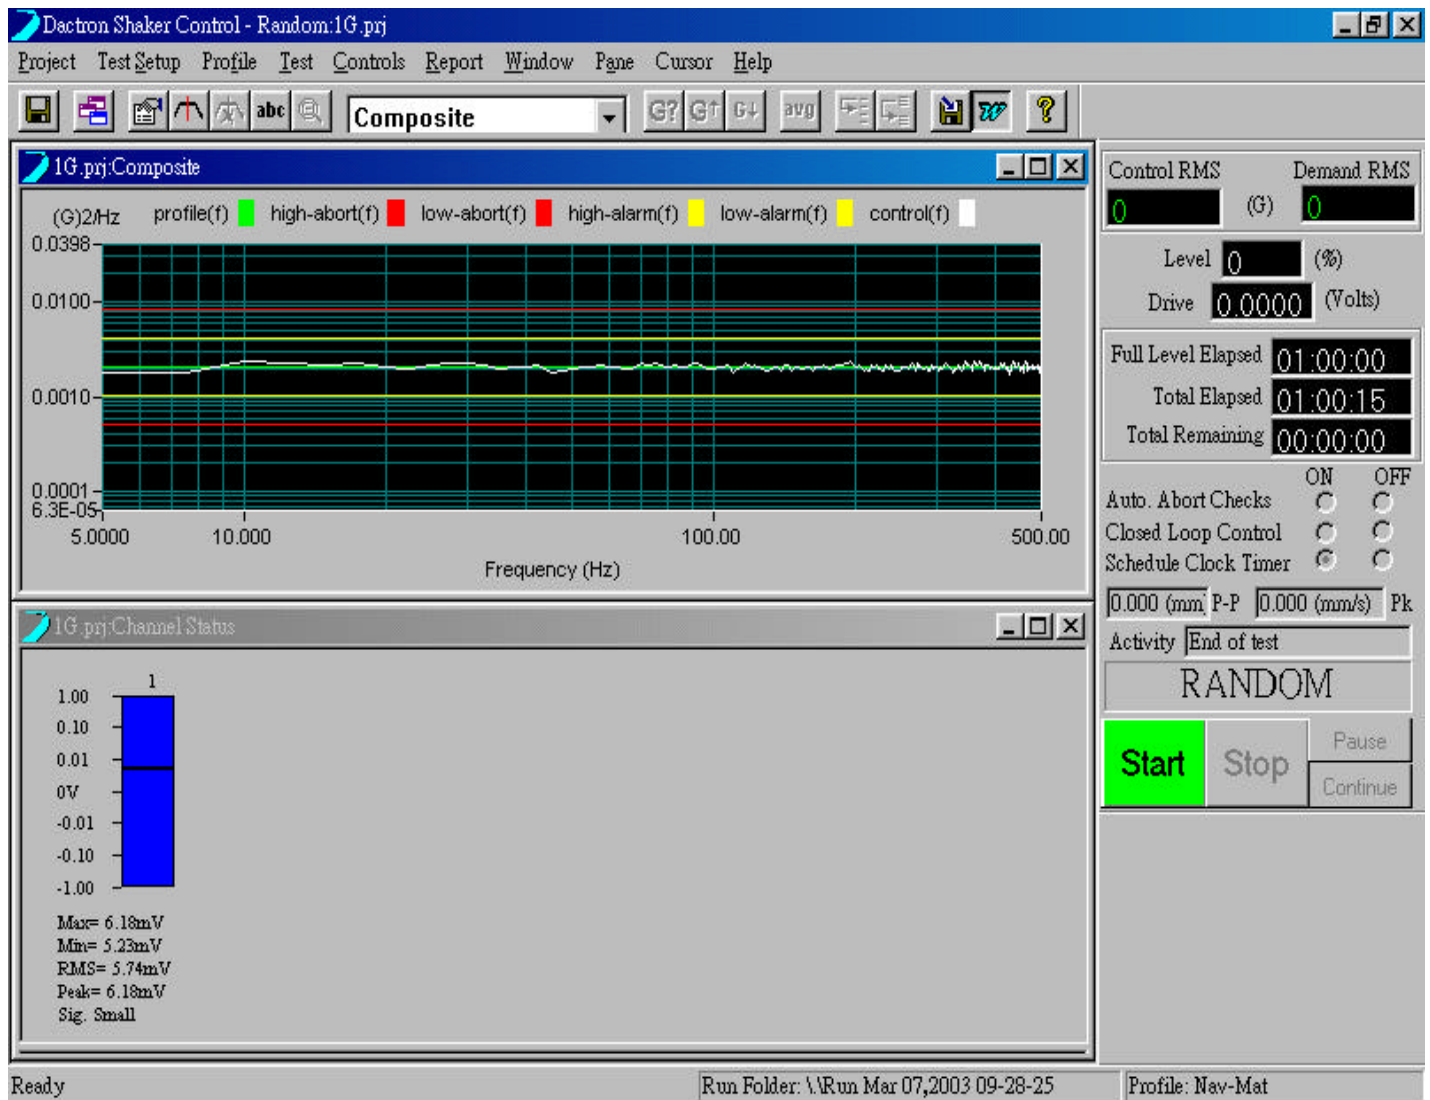 Dactron Shaker Control - Random:1G.prj
Project Test Setup Profile Test Controls Report Window Pane Cursor Help
abc Composite G? G↑ G↓ avg ?
1G.prj:Composite
(G)2/Hz profile(f) high-abort(f) low-abort(f) high-alarm(f) low-alarm(f) control(f)
0.0398
0.0100
0.0010
0.0001
6.3E-05
5.0000 10.000 100.00 500.00
Frequency (Hz)
1G.prj:Channel Status
1
1.00
0.10
0.01
0V
-0.01
-0.10
-1.00
Max= 6.18mV
Min= 5.23mV
RMS= 5.74mV
Peak= 6.18mV
Sig. Small
Control RMS Demand RMS
0 (G) 0
Level 0 (%)
Drive 0.0000 (Volts)
Full Level Elapsed 01:00:00
Total Elapsed 01:00:15
Total Remaining 00:00:00
ON OFF
Auto. Abort Checks
Closed Loop Control
Schedule Clock Timer
0.000 (mm) P-P 0.000 (mm/s) Pk
Activity End of test
RANDOM
Start Stop Pause
Continue
Ready Run Folder: \.\Run Mar 07,2003 09-28-25 Profile: Nav-Mat